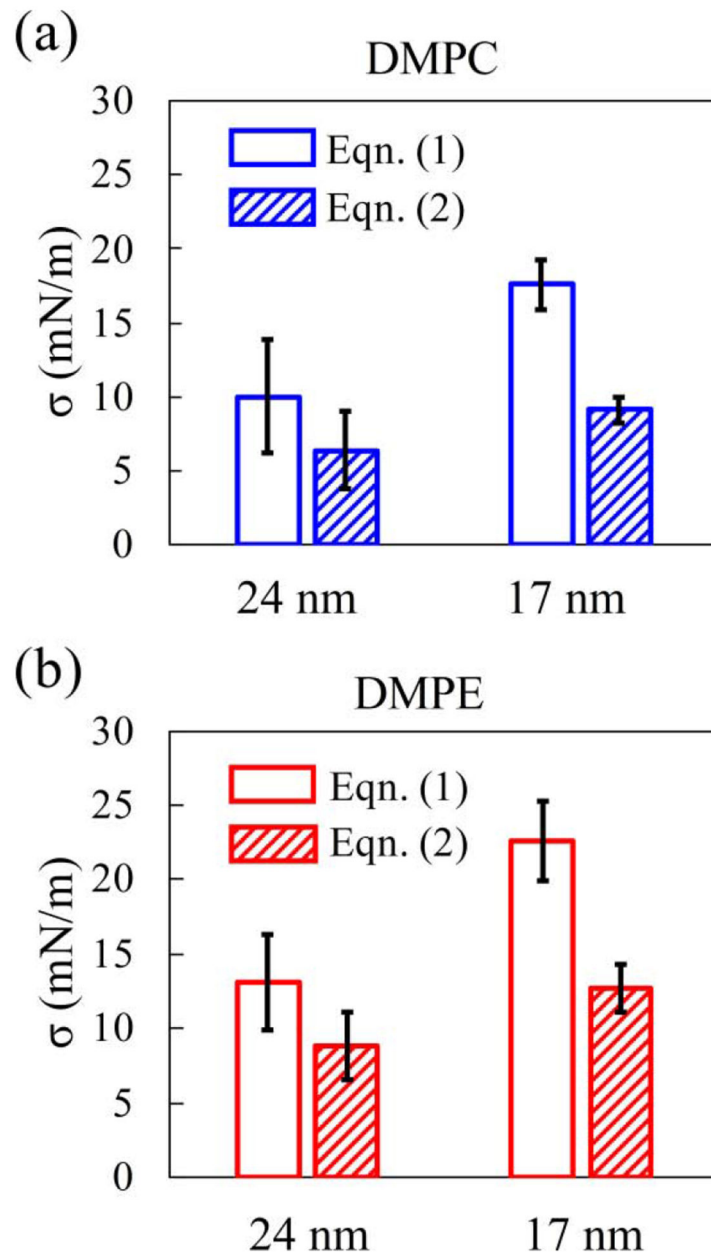 (a)
DMPC
30
25
20
15
10
5
0
σ (mN/m)
Eqn. (1)
Eqn. (2)
24 nm
17 nm
(b)
DMPE
30
25
20
15
10
5
0
σ (mN/m)
Eqn. (1)
Eqn. (2)
24 nm
17 nm